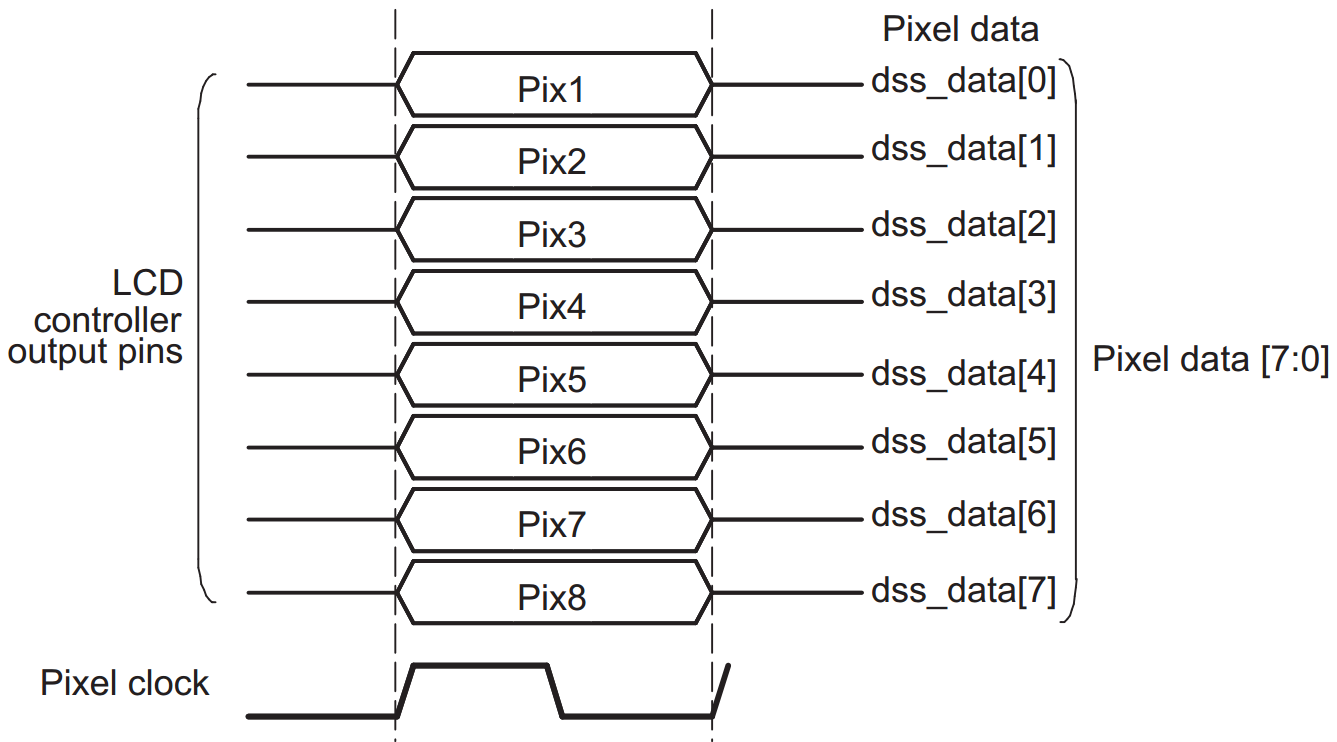 Pixel data
Pix1 dss_data[0]
Pix2 dss_data[1]
Pix3 dss_data[2]
LCD
controller
output pins
Pix4 dss_data[3]
Pix5 dss_data[4]
Pixel data [7:0]
Pix6 dss_data[5]
Pix7 dss_data[6]
Pix8 dss_data[7]
Pixel clock